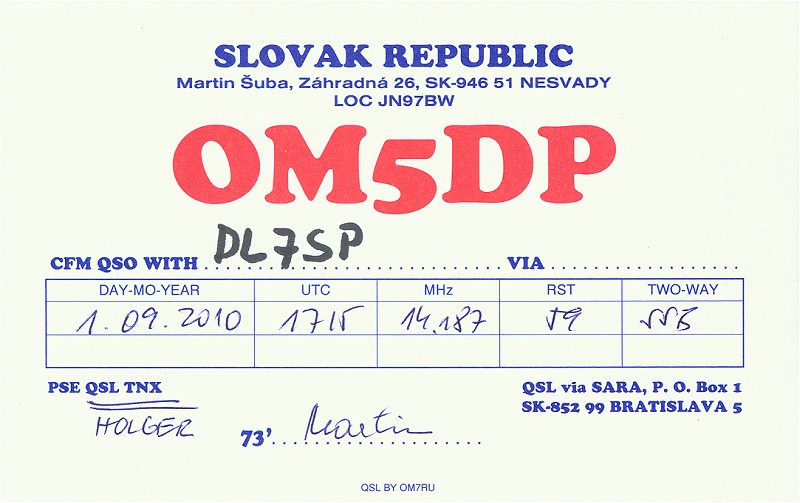 SLOVAK REPUBLIC
Martin Šuba, Záhradná 26, SK-946 51 NESVADY
LOC JN97BW
OM5DP
CFM QSO WITH DL7SP VIA
DAY-MO-YEAR UTC MHz RST TWO-WAY
1.09.2010 1715 14.187 59 SSB
PSE QSL TNX
HOLGER
73' Martin
QSL via SARA, P. O. Box 1
SK-852 99 BRATISLAVA 5
QSL BY OM7RU